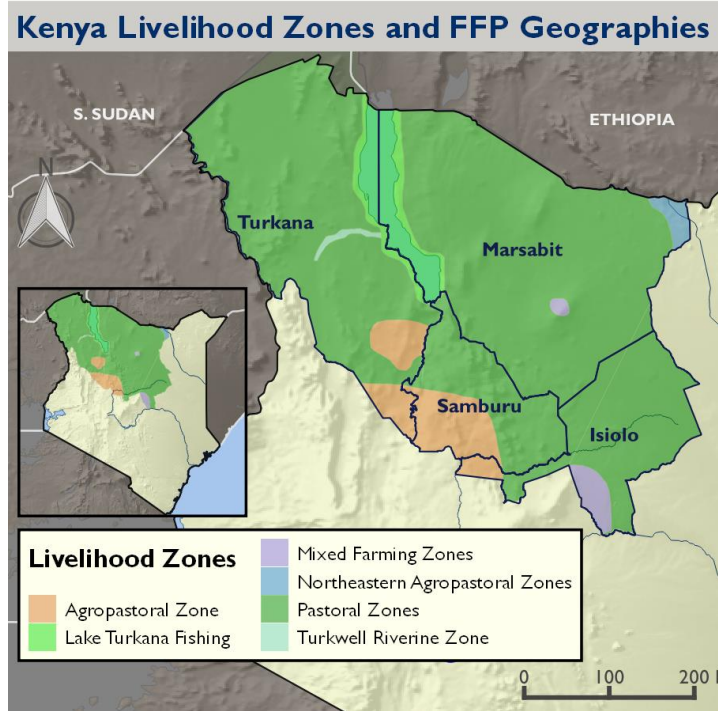 Kenya Livelihood Zones and FFP Geographies
S. SUDAN
ETHIOPIA
N
Turkana
Marsabit
Samburu
Isiolo
Livelihood Zones
Agropastoral Zone
Lake Turkana Fishing
Mixed Farming Zones
Northeastern Agropastoral Zones
Pastoral Zones
Turkwell Riverine Zone
0 100 200